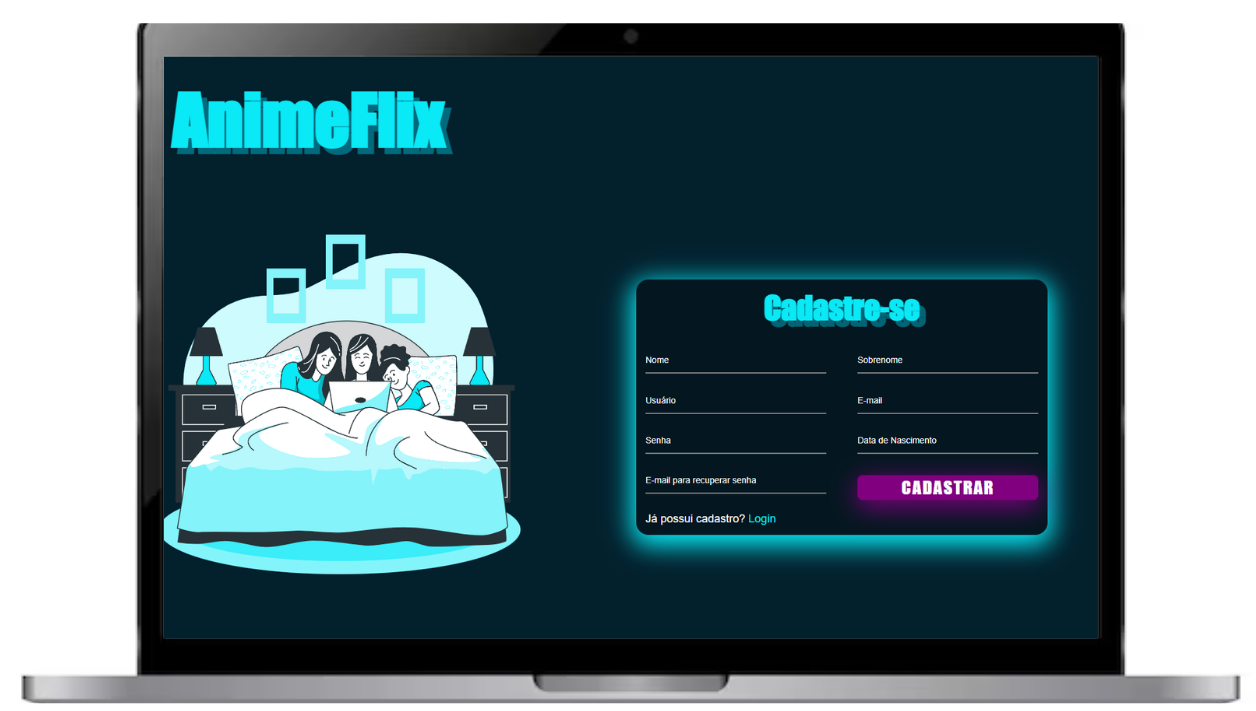 AnimeFlix
Cadastre-se
Nome
Sobrenome
Usuário
E-mail
Senha
Data de Nascimento
E-mail para recuperar senha
CADASTRAR
Já possui cadastro? Login